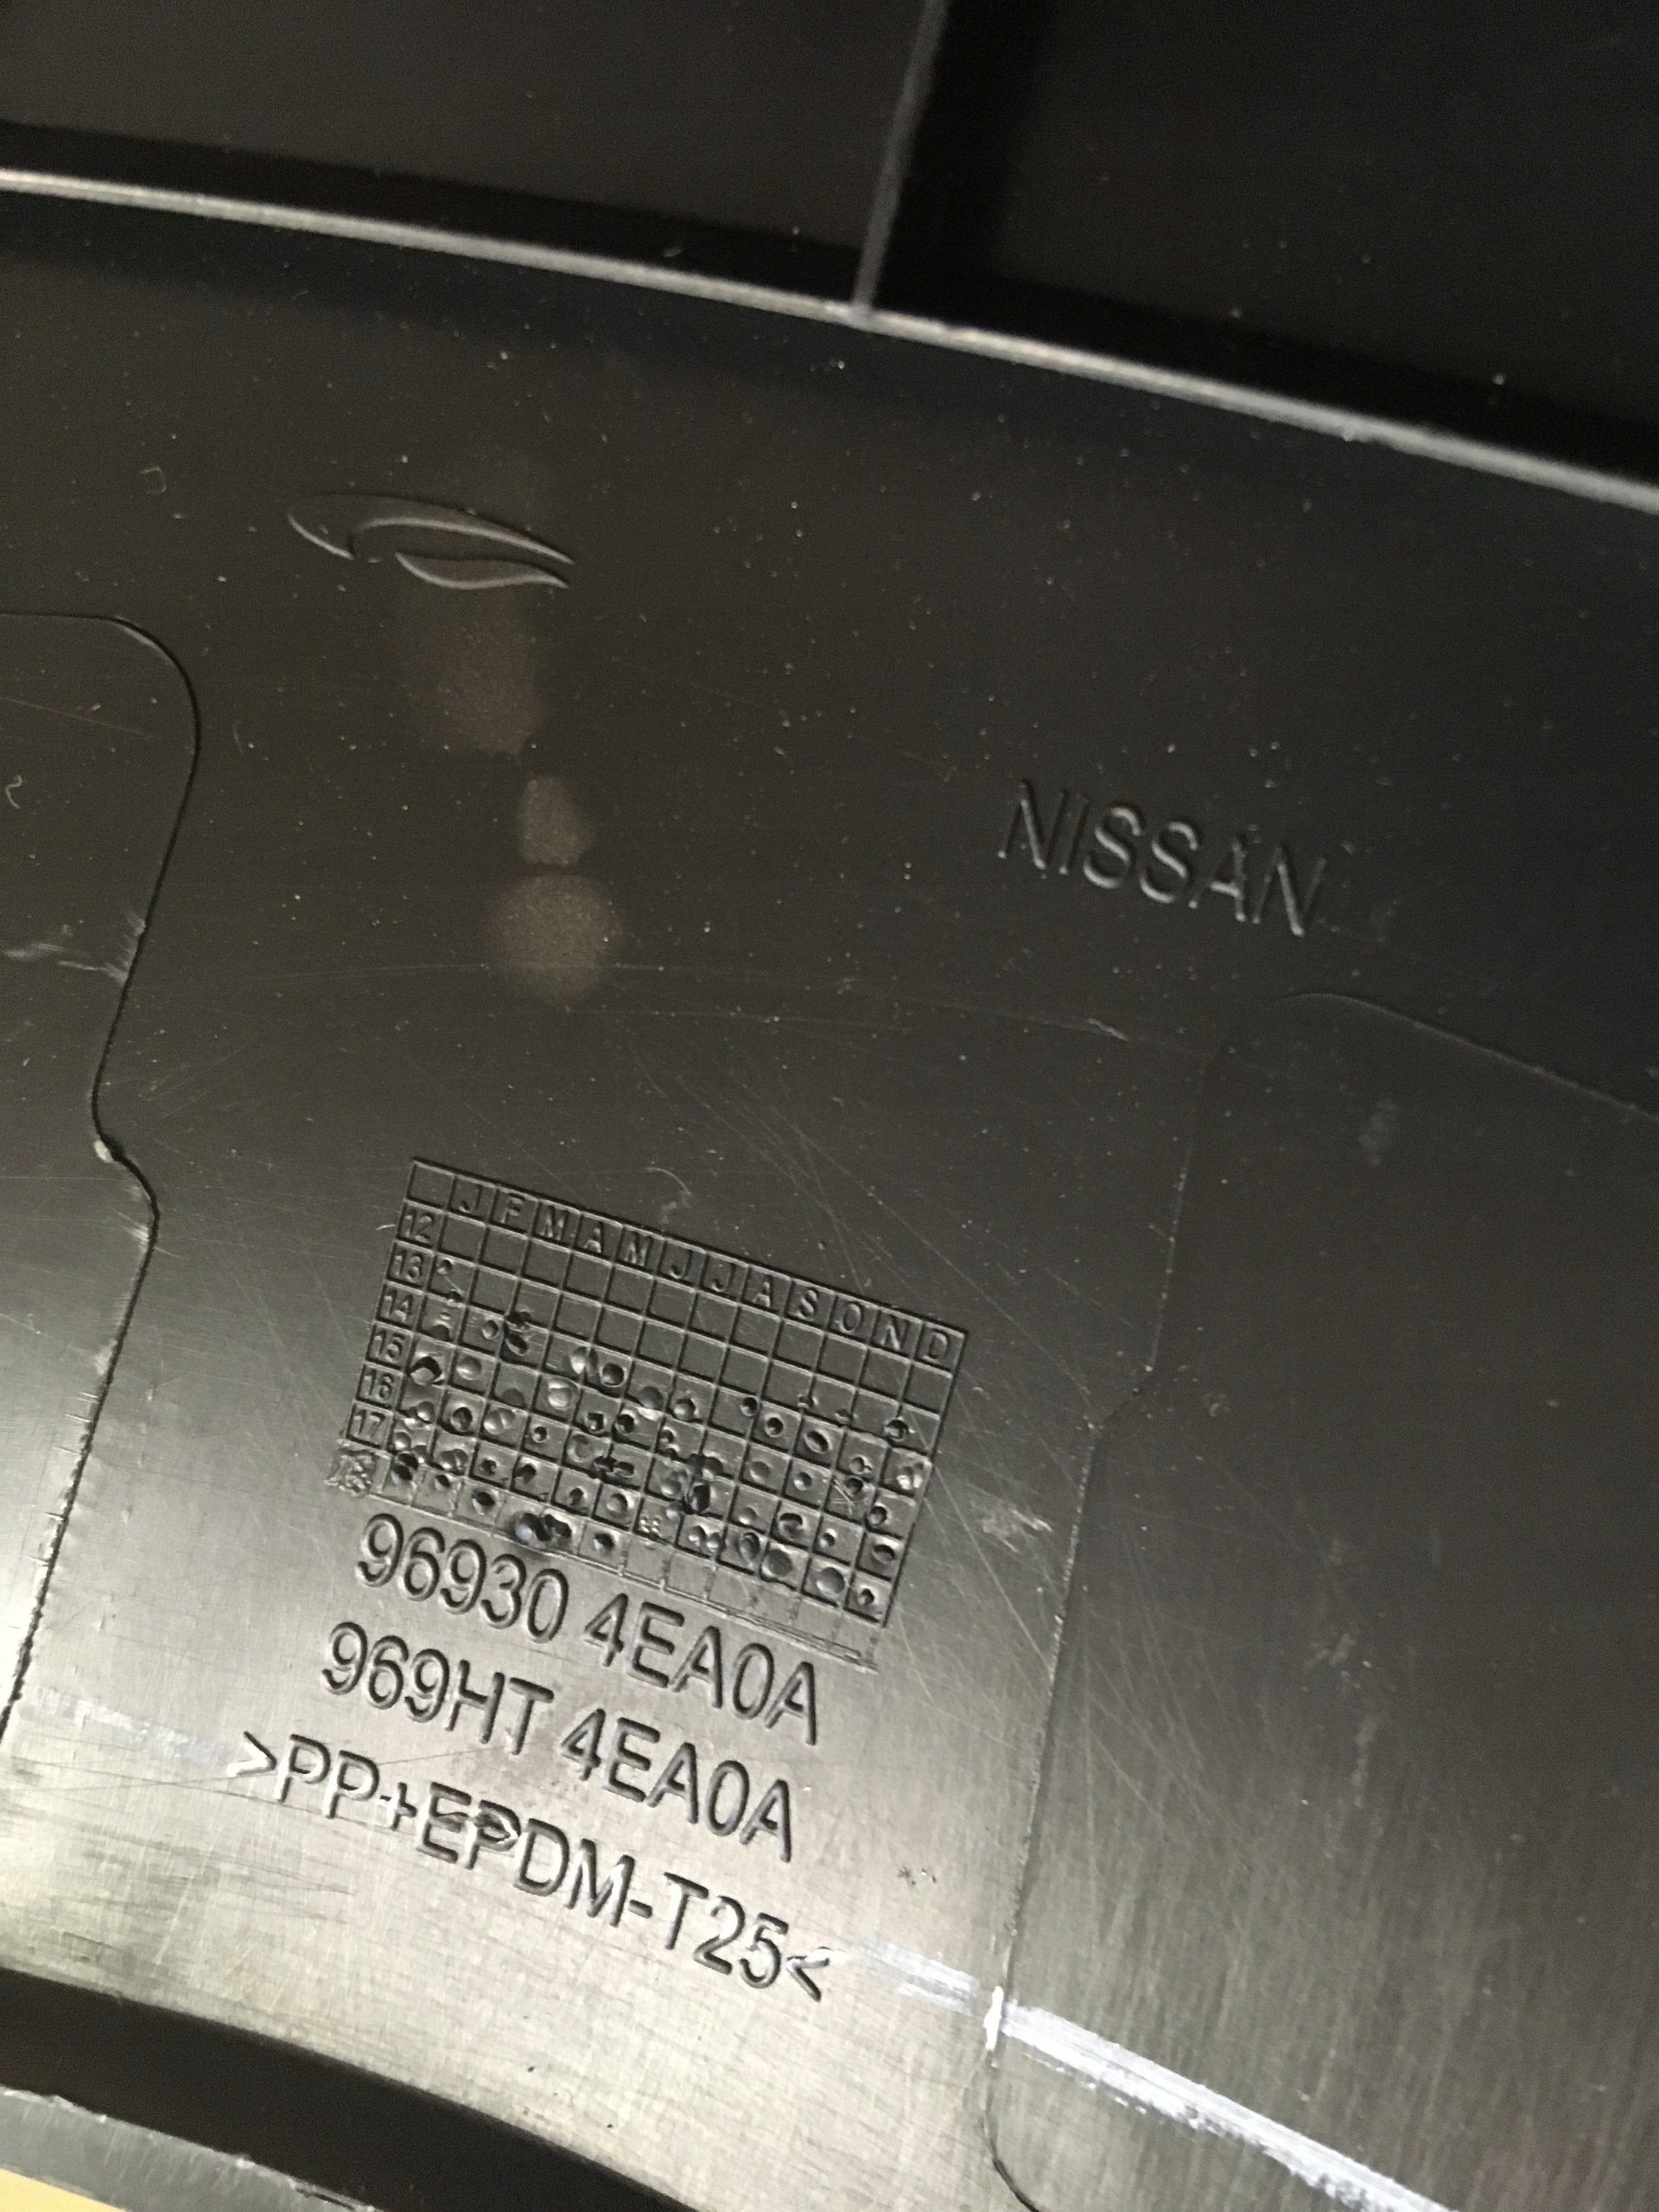 NISSAN
J F M A M J J A S O N D
12
13
14
15
16
17
96930 4EA0A
969HT 4EA0A
>PP+EPDM-T25<